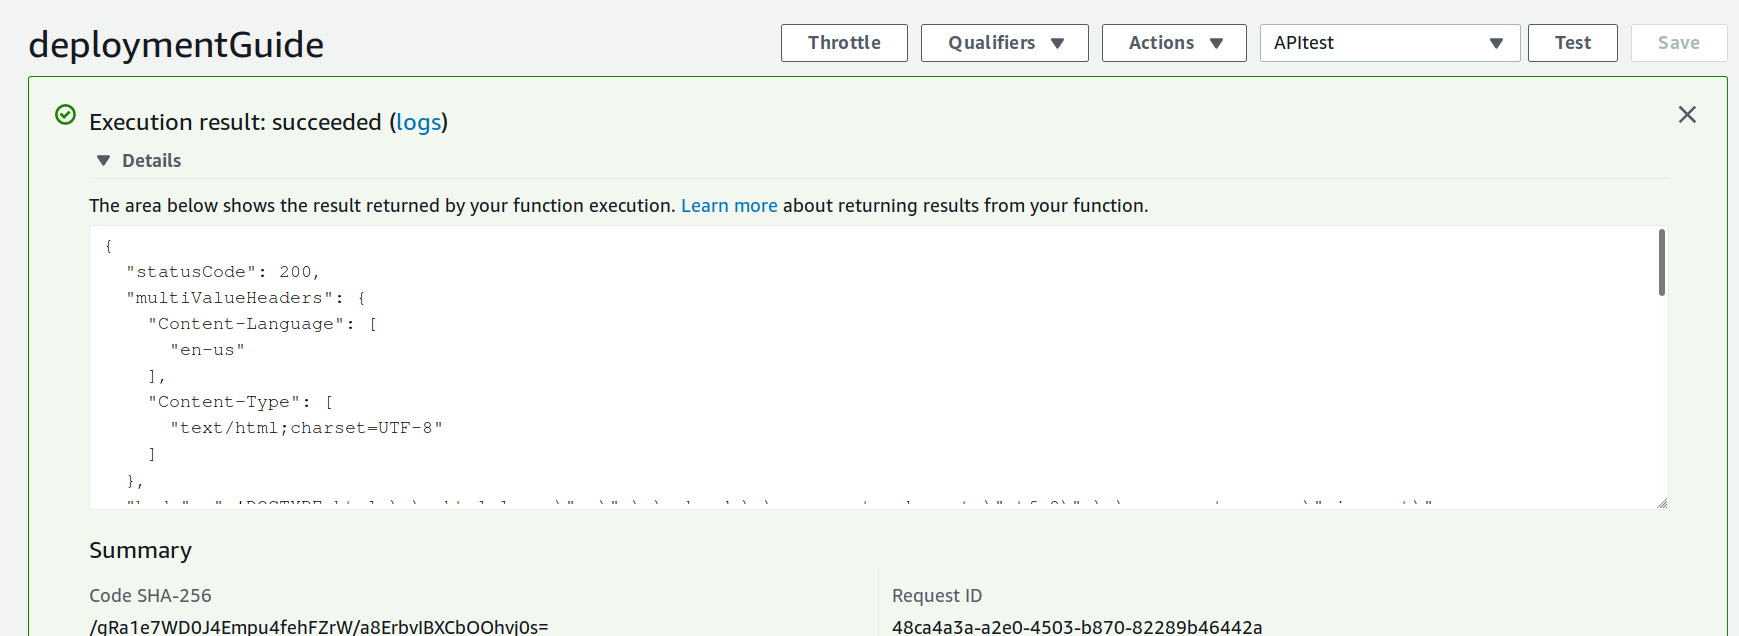 deploymentGuide
Throttle Qualifiers Actions APItest Test Save
Execution result: succeeded (logs)
Details
The area below shows the result returned by your function execution. Learn more about returning results from your function.
{
"statusCode": 200,
"multiValueHeaders": {
"Content-Language": [
"en-us"
],
"Content-Type": [
"text/html;charset=UTF-8"
]
},
Summary
Code SHA-256 Request ID
/qRa1e7WD0J4Empu4fehFZrW/a8ErbvIBXCbOOhvj0s= 48ca4a3a-a2e0-4503-b870-82289b46442a